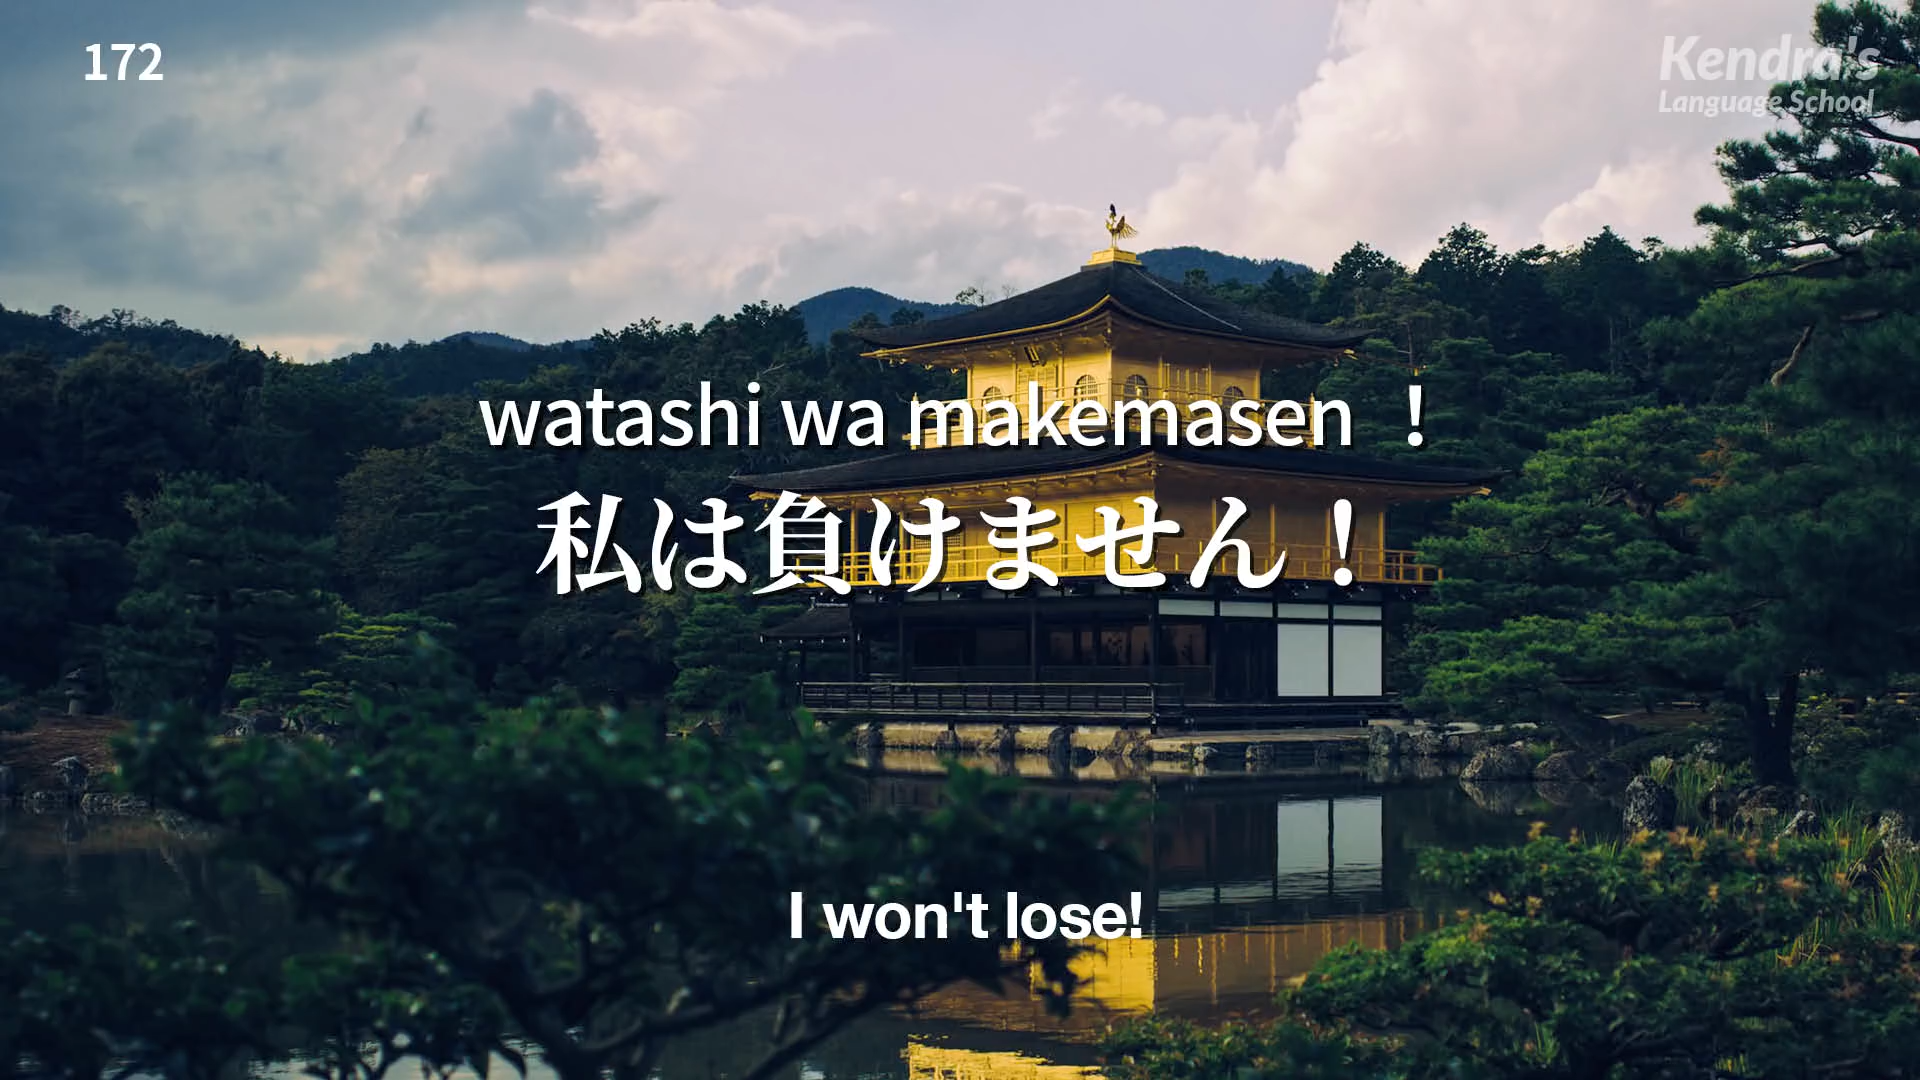 172
Kendra's
Language School
watashi wa makemasen ！
私は負けません！
I won't lose!